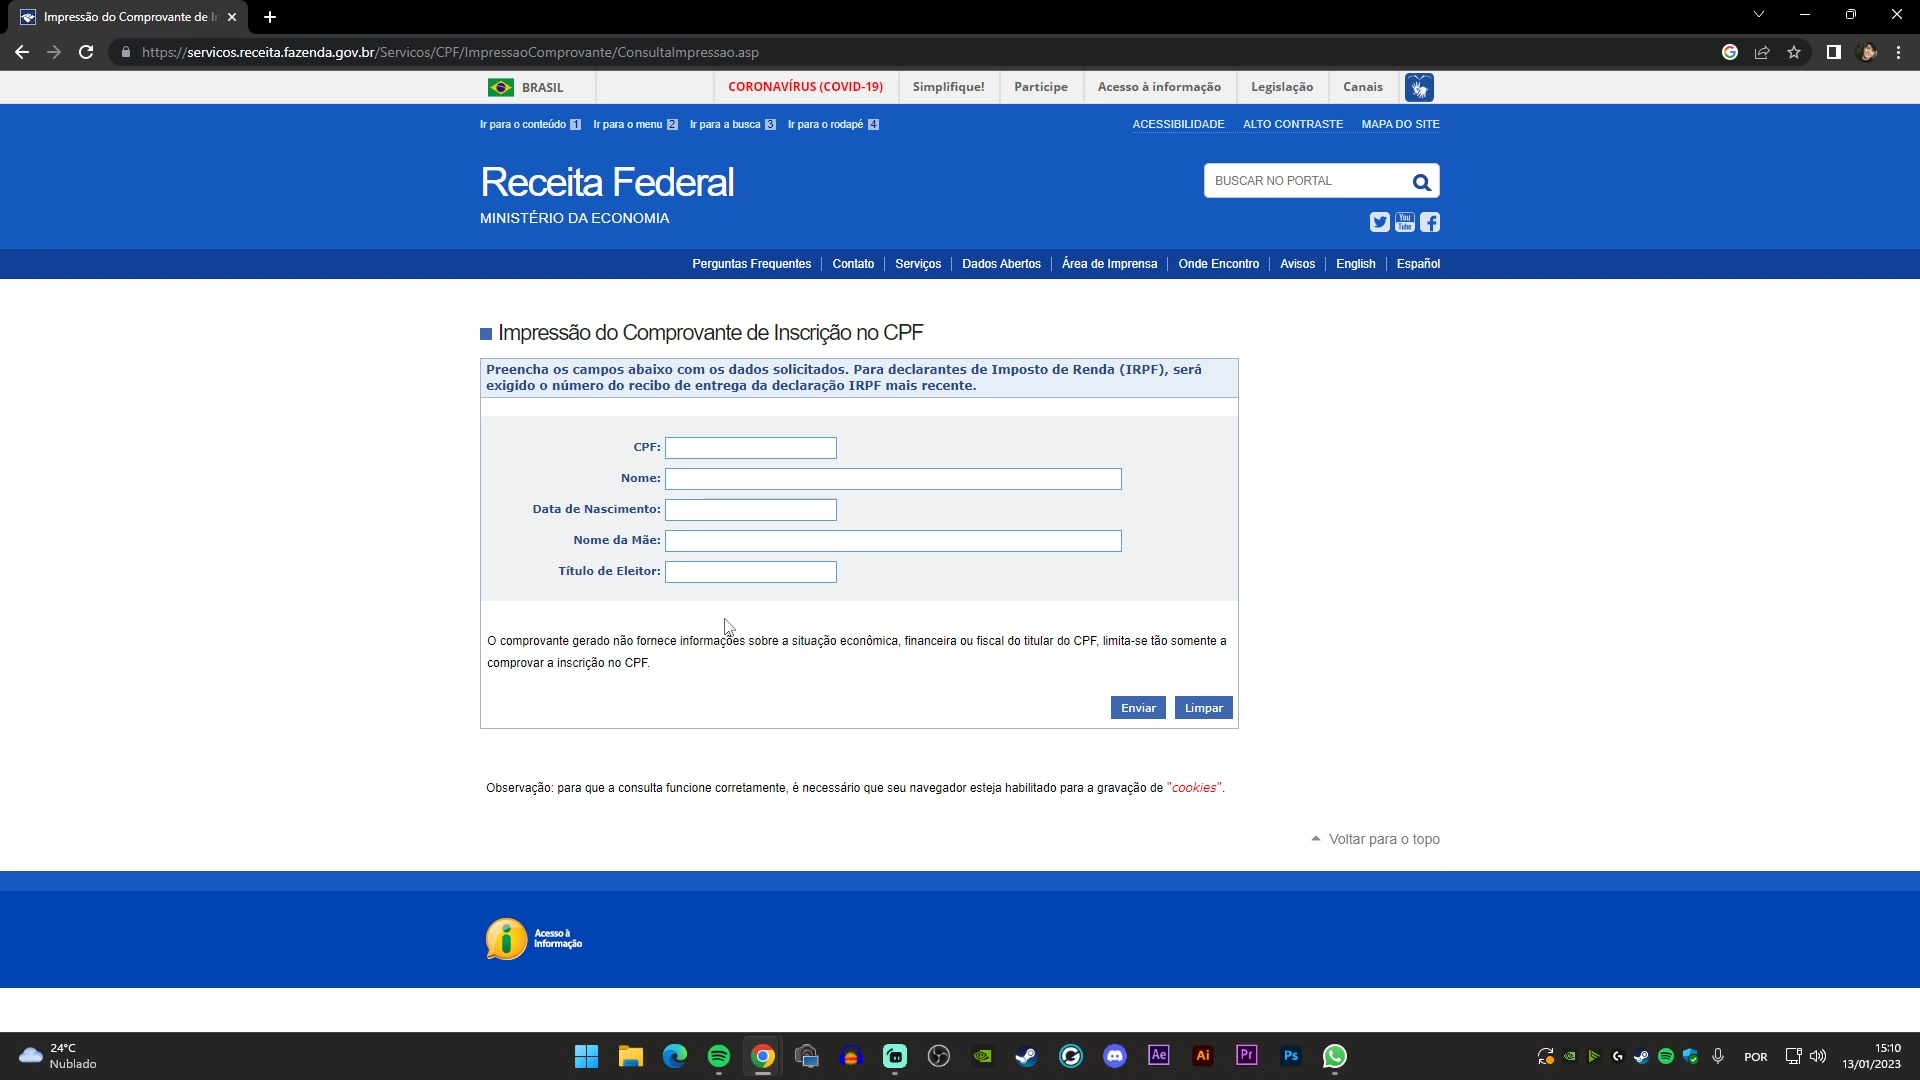 Impressão do Comprovante de I
https://servicos.receita.fazenda.gov.br/Servicos/CPF/ImpressaoComprovante/ConsultaImpressao.asp
BRASIL
CORONAVÍRUS (COVID-19)
Simplifique!
Participe
Acesso à informação
Legislação
Canais
Ir para o conteúdo 1 Ir para o menu 2 Ir para a busca 3 Ir para o rodapé 4
ACESSIBILIDADE ALTO CONTRASTE MAPA DO SITE
Receita Federal
BUSCAR NO PORTAL
MINISTÉRIO DA ECONOMIA
You
Tube
Perguntas Frequentes Contato Serviços Dados Abertos Área de Imprensa Onde Encontro Avisos English Español
Impressão do Comprovante de Inscrição no CPF
Preencha os campos abaixo com os dados solicitados. Para declarantes de Imposto de Renda (IRPF), será
exigido o número do recibo de entrega da declaração IRPF mais recente.
CPF:
Nome:
Data de Nascimento:
Nome da Mãe:
Título de Eleitor:
O comprovante gerado não fornece informações sobre a situação econômica, financeira ou fiscal do titular do CPF, limita-se tão somente a
comprovar a inscrição no CPF.
Enviar Limpar
Observação: para que a consulta funcione corretamente, é necessário que seu navegador esteja habilitado para a gravação de "cookies".
Voltar para o topo
Acesso à
Informação
24°C
Nublado
Ae
Ai
Pr
Ps
POR
15:10
13/01/2023